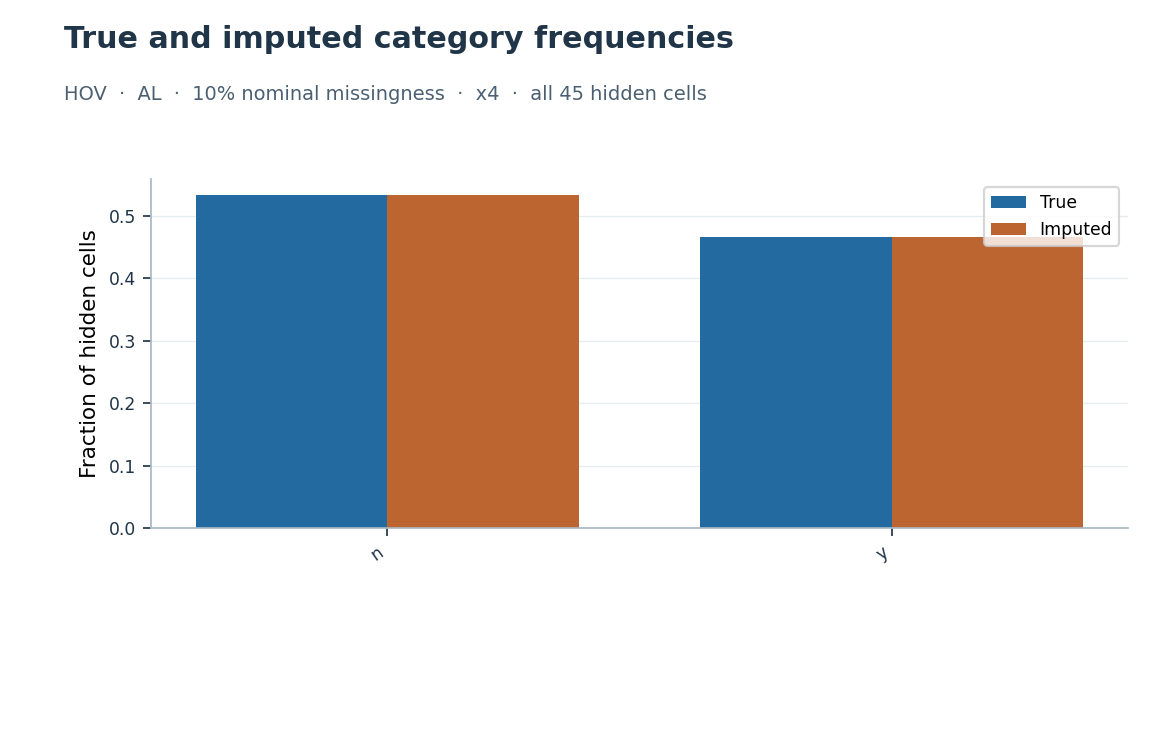 True and imputed category frequencies
HOV · AL · 10% nominal missingness · x4 · all 45 hidden cells
True
Imputed
Fraction of hidden cells
0.5
0.4
0.3
0.2
0.1
0.0
n
y